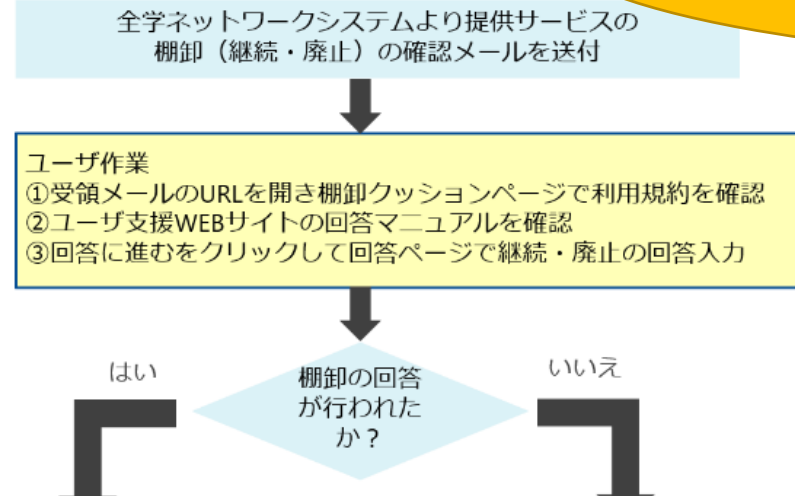 全学ネットワークシステムより提供サービスの
棚卸（継続・廃止）の確認メールを送付
ユーザ作業
①受領メールのURLを開き棚卸クッションページで利用規約を確認
②ユーザ支援WEBサイトの回答マニュアルを確認
③回答に進むをクリックして回答ページで継続・廃止の回答入力
はい
棚卸の回答
が行われた
か？
いいえ